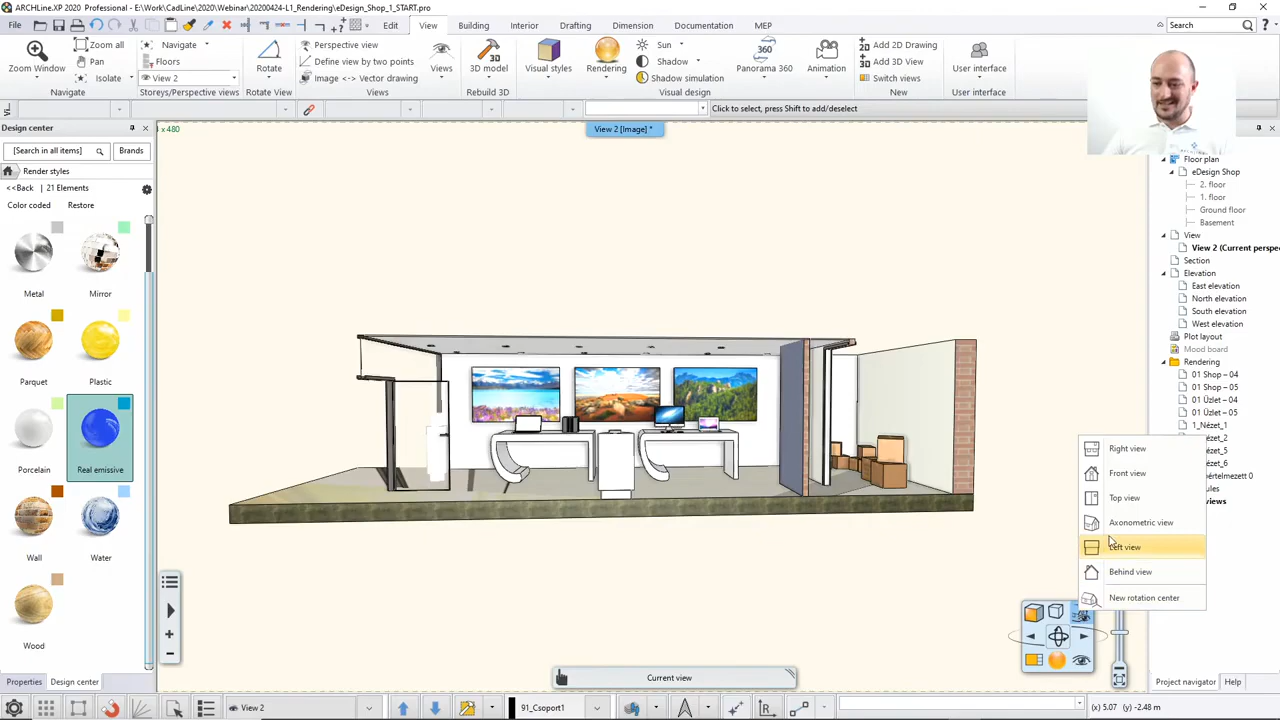 ARCHLine.XP 2020 Professional - E:\Work\CadLine\Webinar\20200424-L1_Rendering\eDesign_Shop_1_START.pro
File
Edit
View
Building
Interior
Drafting
Dimension
Documentation
MEP
Search
Zoom Window
Zoom all
Pan
Isolate
Navigate
Navigate
Floors
View 2
Storeys/Perspective views
Rotate
Rotate View
Perspective view
Define view by two points
Image <-> Vector drawing
Views
Views
3D model
Rebuild 3D
Visual styles
Rendering
Sun
Shadow
Shadow simulation
Panorama 360
Animation
Visual design
Add 2D Drawing
Add 3D View
Switch views
New
User interface
User interface
Click to select, press Shift to add/deselect
Design center
x 480
View 2 [Image] *
[Search in all items]
Brands
Render styles
<<Back
21 Elements
Color coded
Restore
Metal
Mirror
Parquet
Plastic
Porcelain
Real emissive
Wall
Water
Wood
Properties
Design center
Floor plan
eDesign Shop
2. floor
1. floor
Ground floor
Basement
View
View 2 (Current perspe
Section
Elevation
East elevation
North elevation
South elevation
West elevation
Plot layout
Mood board
Rendering
01 Shop – 04
01 Shop – 05
01 Üzlet – 04
01 Üzlet – 05
1_Nézet_1
Right view
Front view
Top view
Axonometric view
Left view
Behind view
New rotation center
Current view
Project navigator
Help
View 2
91_Csoport1
(x) 5.07 (y) -2.48 m